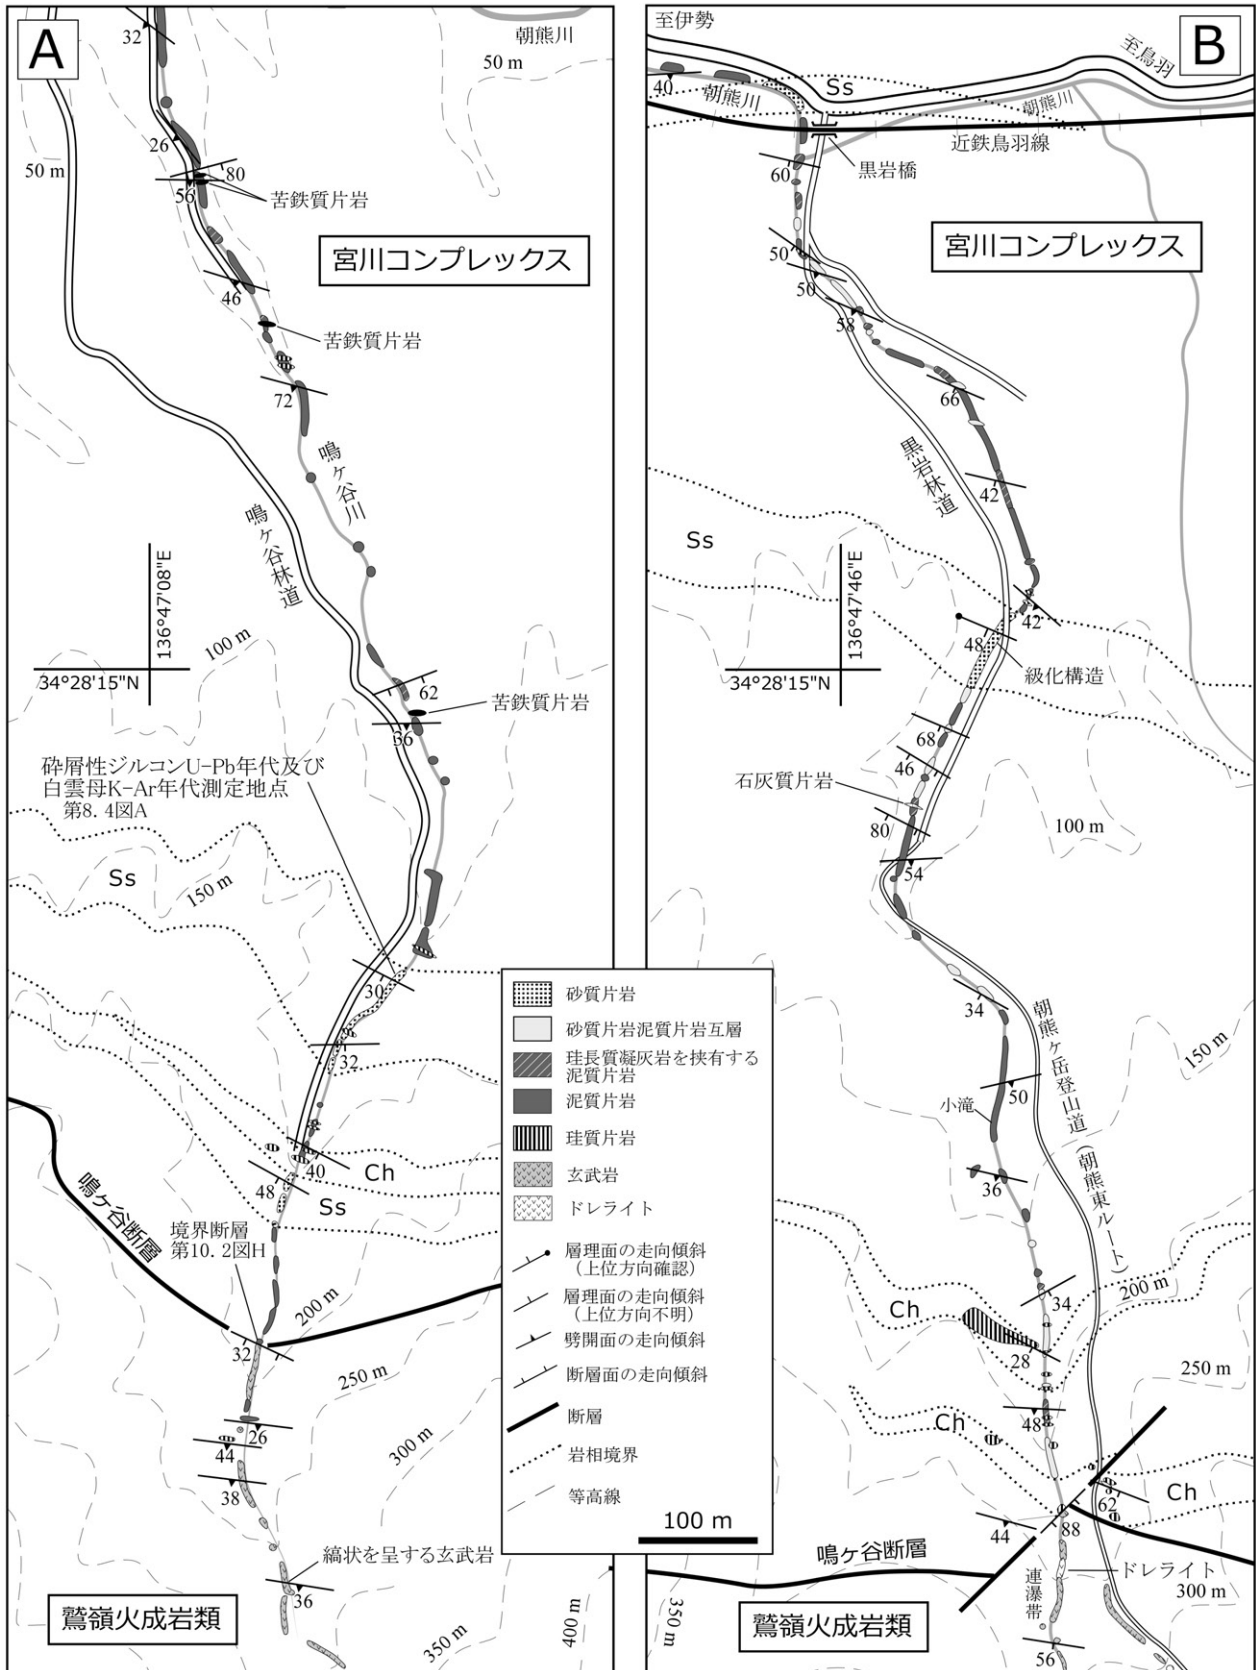 A
32
朝熊川
50 m
50 m
26
80
56
苦鉄質片岩
宮川コンプレックス
46
苦鉄質片岩
72
鳴ヶ谷川
鳴ヶ谷林道
136°47'08"E
34°28'15"N
100 m
62
苦鉄質片岩
36
砕屑性ジルコンU-Pb年代及び
白雲母K-Ar年代測定地点
第8.4図A
Ss
150 m
30
32
40
Ch
48
Ss
鳴ヶ谷断層
境界断層
第10.2図H
200 m
32
250 m
26
44
300 m
38
縞状を呈する玄武岩
36
鷲嶺火成岩類
350 m
400 m
砂質片岩
砂質片岩泥質片岩互層
珪長質凝灰岩を挟有する
泥質片岩
泥質片岩
珪質片岩
玄武岩
ドレライト
層理面の走向傾斜
（上位方向確認）
層理面の走向傾斜
（上位方向不明）
劈開面の走向傾斜
断層面の走向傾斜
断層
岩相境界
等高線
100 m
B
至伊勢
至鳥羽
Ss
40
朝熊川
朝熊川
近鉄鳥羽線
黒岩橋
60
宮川コンプレックス
50
50
58
66
黒岩林道
42
Ss
136°47'46"E
34°28'15"N
42
48
級化構造
68
46
石灰質片岩
80
100 m
54
34
朝熊ヶ岳登山道（朝熊東ルート）
150 m
50
小滝
36
34
200 m
Ch
28
250 m
Ch
48
62
Ch
44
88
鳴ヶ谷断層
ドレライト
連瀑帯
300 m
350 m
鷲嶺火成岩類
56